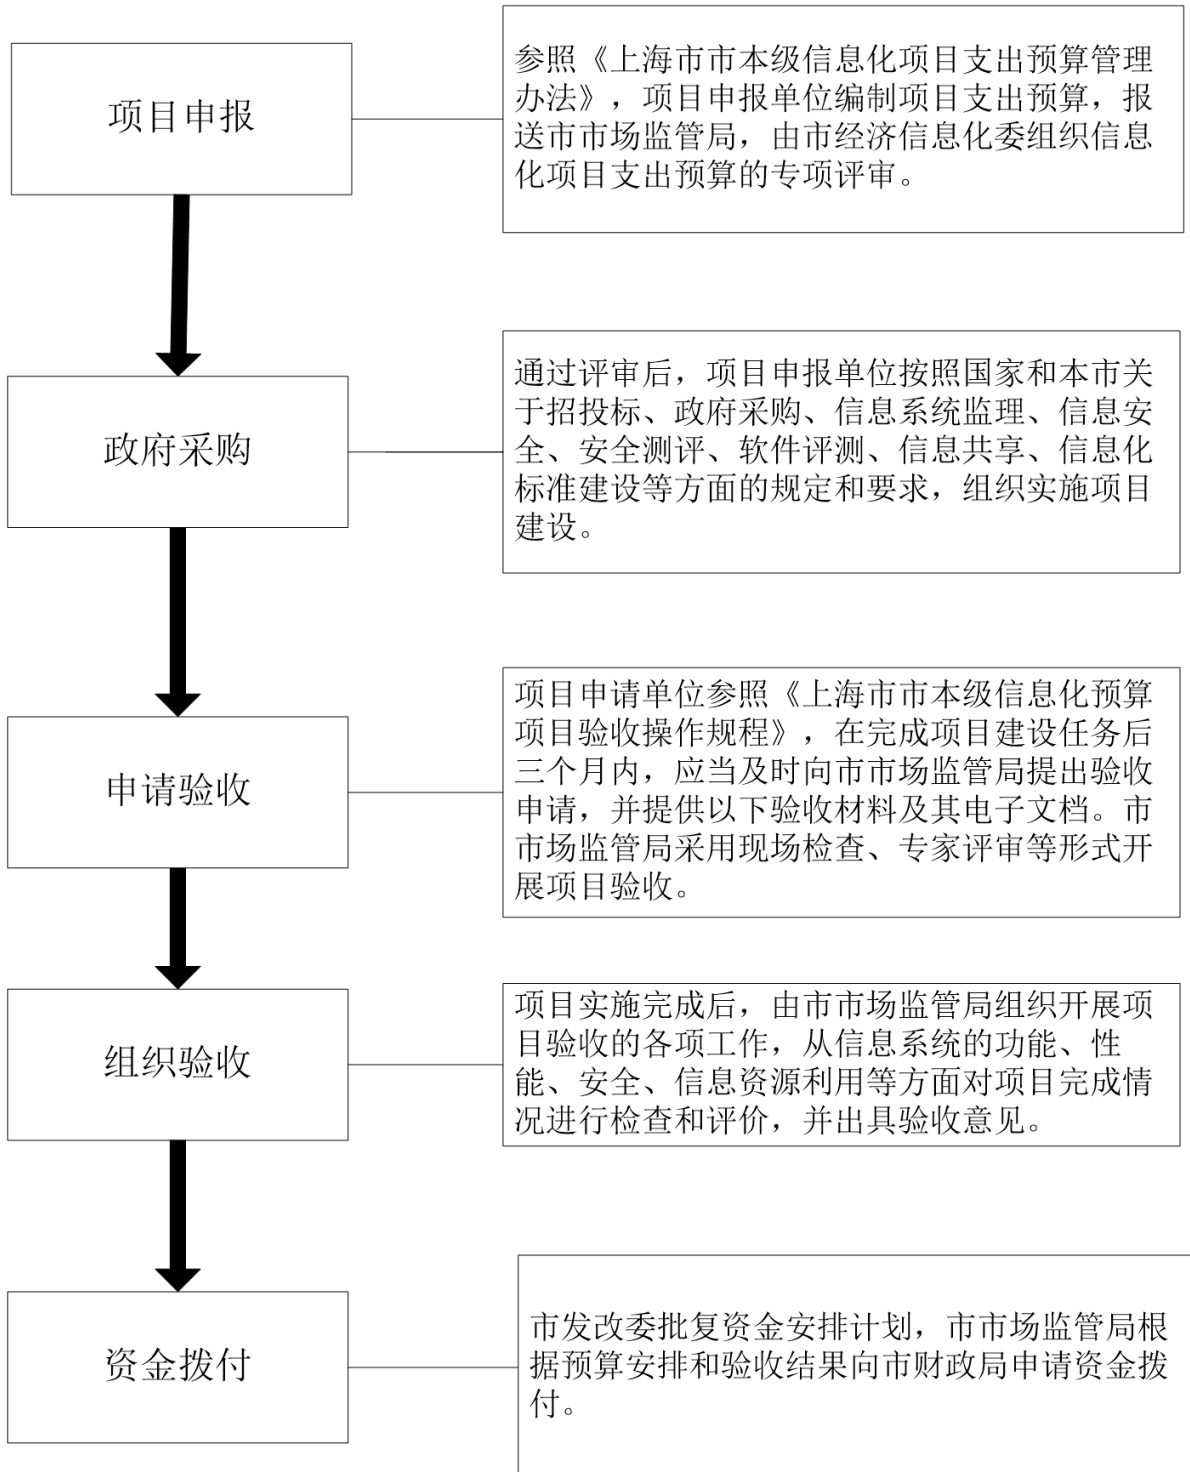 项目申报
参照《上海市市本级信息化项目支出预算管理
办法》，项目申报单位编制项目支出预算，报
送市市场监管局，由市经济信息化委组织信息
化项目支出预算的专项评审。
政府采购
通过评审后，项目申报单位按照国家和本市关
于招投标、政府采购、信息系统监理、信息安
全、安全测评、软件评测、信息共享、信息化
标准建设等方面的规定和要求，组织实施项目
建设。
申请验收
项目申请单位参照《上海市市本级信息化预算
项目验收操作规程》，在完成项目建设任务后
三个月内，应当及时向市市场监管局提出验收
申请，并提供以下验收材料及其电子文档。市
市场监管局采用现场检查、专家评审等形式开
展项目验收。
组织验收
项目实施完成后，由市市场监管局组织开展项
目验收的各项工作，从信息系统的功能、性
能、安全、信息资源利用等方面对项目完成情
况进行检查和评价，并出具验收意见。
资金拨付
市发改委批复资金安排计划，市市场监管局根
据预算安排和验收结果向市财政局申请资金拨
付。